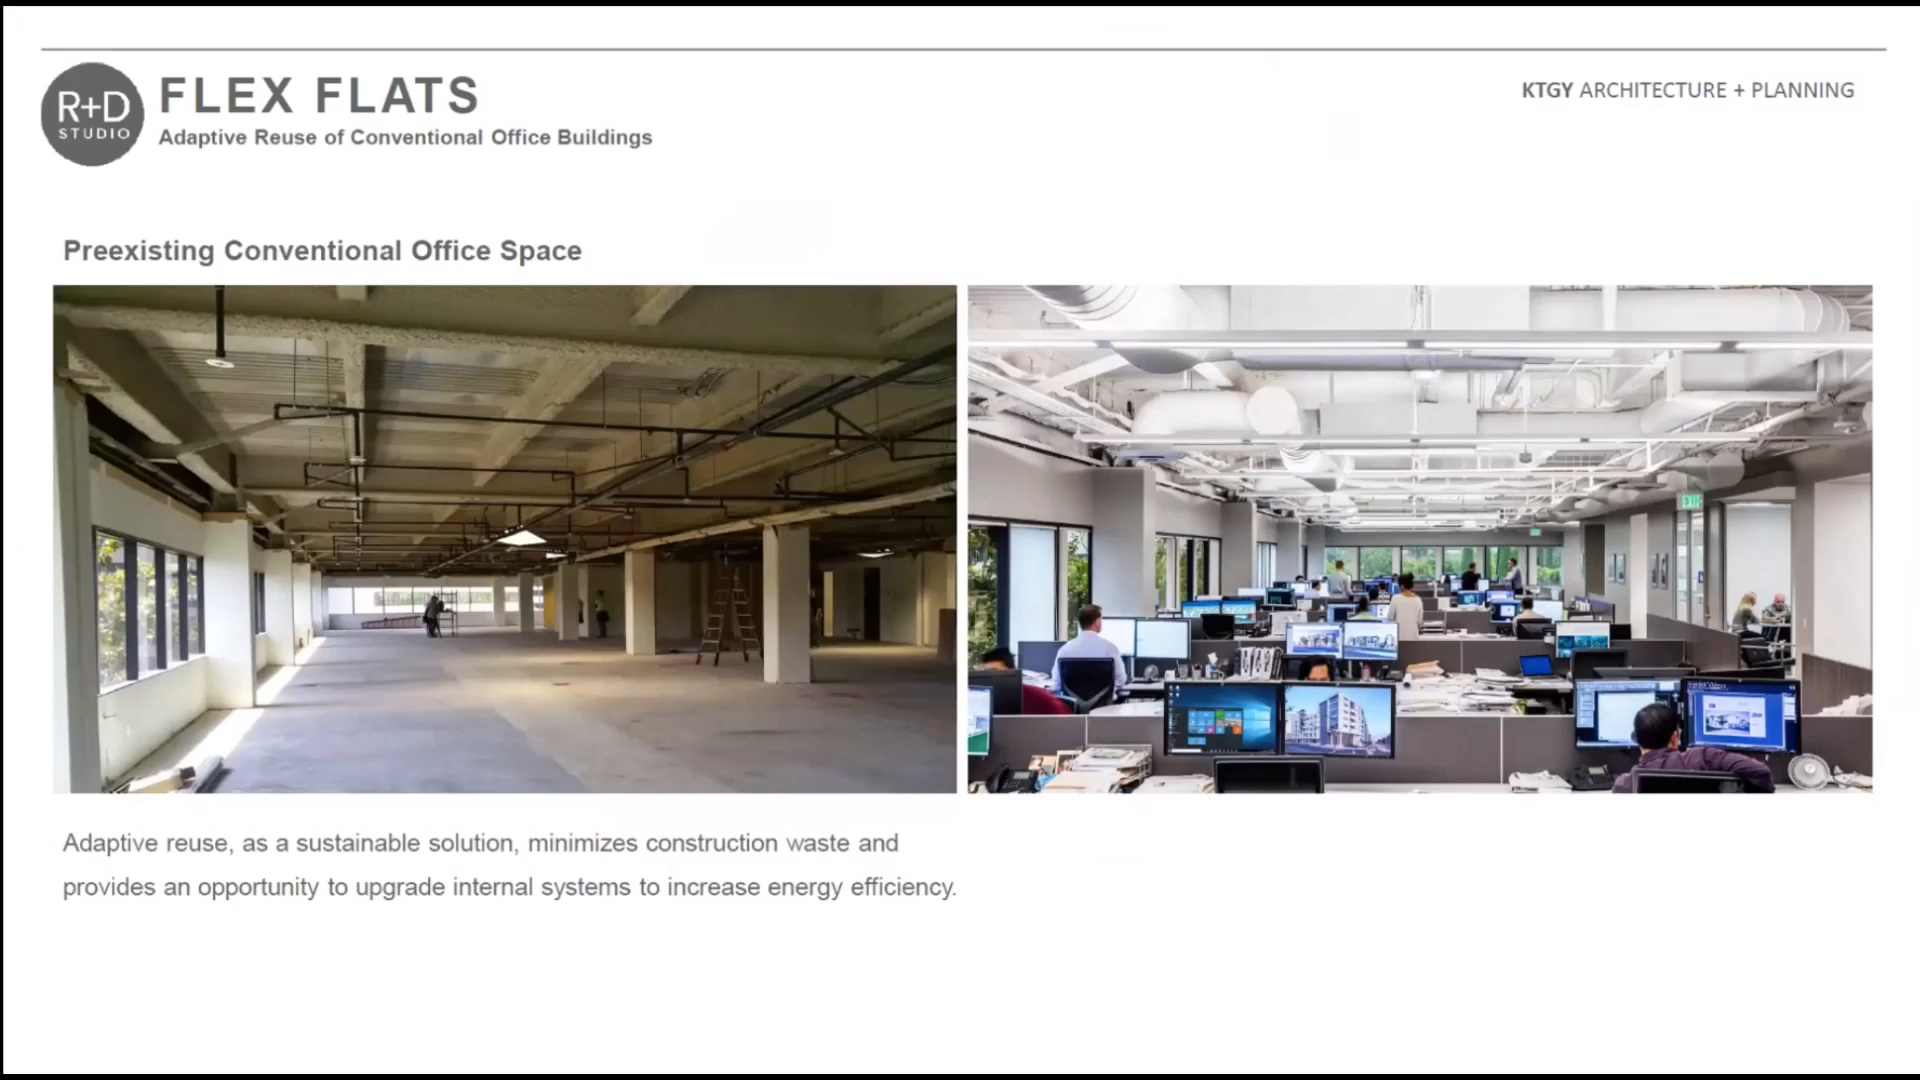 R+D
STUDIO
FLEX FLATS
Adaptive Reuse of Conventional Office Buildings
KTGY ARCHITECTURE + PLANNING
Preexisting Conventional Office Space
EXIT
Adaptive reuse, as a sustainable solution, minimizes construction waste and
provides an opportunity to upgrade internal systems to increase energy efficiency.